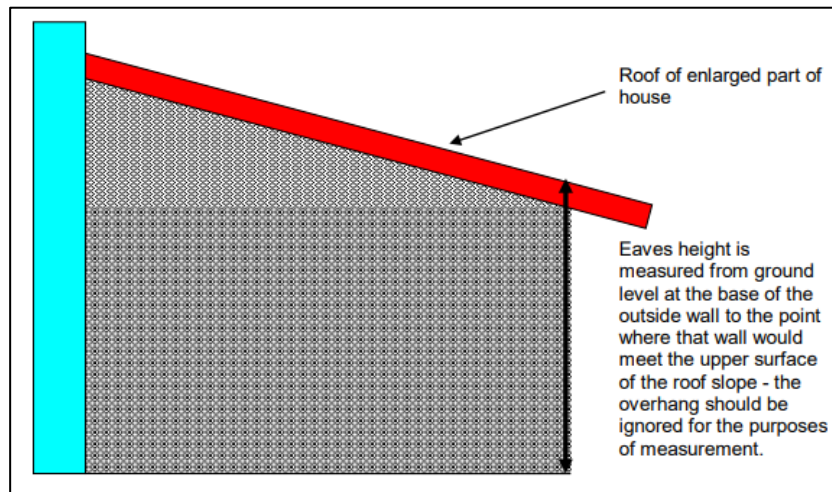 Roof of enlarged part of
house
Eaves height is
measured from ground
level at the base of the
outside wall to the point
where that wall would
meet the upper surface
of the roof slope - the
overhang should be
ignored for the purposes
of measurement.